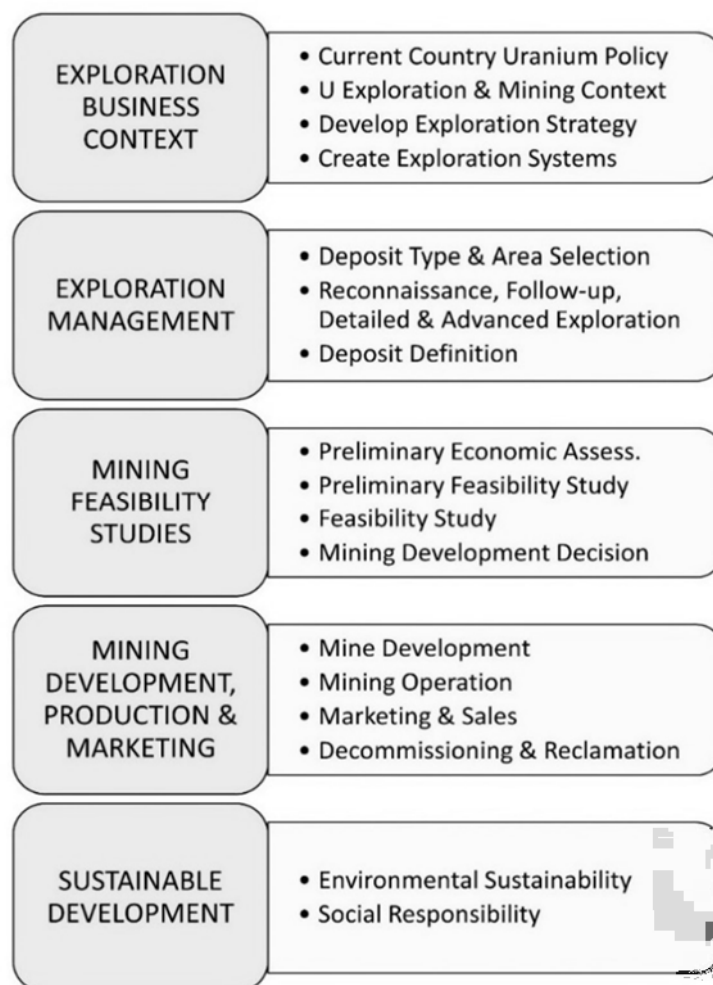 EXPLORATION
BUSINESS
CONTEXT
• Current Country Uranium Policy
• U Exploration & Mining Context
• Develop Exploration Strategy
• Create Exploration Systems
EXPLORATION
MANAGEMENT
• Deposit Type & Area Selection
• Reconnaissance, Follow-up,
Detailed & Advanced Exploration
• Deposit Definition
MINING
FEASIBILITY
STUDIES
• Preliminary Economic Assess.
• Preliminary Feasibility Study
• Feasibility Study
• Mining Development Decision
MINING
DEVELOPMENT,
PRODUCTION &
MARKETING
• Mine Development
• Mining Operation
• Marketing & Sales
• Decommissioning & Reclamation
SUSTAINABLE
DEVELOPMENT
• Environmental Sustainability
• Social Responsibility